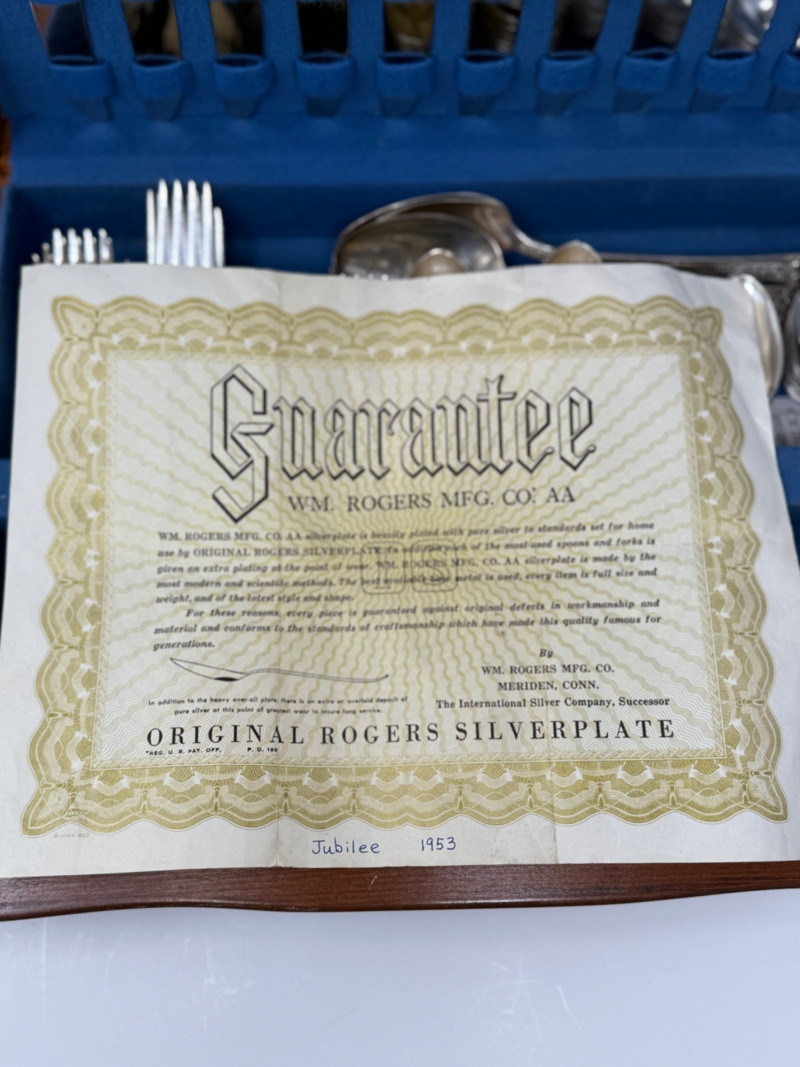 Guarantee
WM. ROGERS MFG. CO.* AA
WM. ROGERS MFG. CO. AA silverplate is heavily plated with pure silver to standards set for home
use by ORIGINAL ROGERS SILVERPLATE. In addition each of the most used spoons and forks is
given an extra plating at the point of wear. WM. ROGERS MFG. CO. AA silverplate is made by the
most modern and scientific methods. The best available base metal is used, every item is full size and
weight, and of the latest style and shape.
For these reasons, every piece is guaranteed against original defects in workmanship and
material and conforms to the standards of craftsmanship which have made this quality famous for
generations.
By
WM. ROGERS MFG. CO.
MERIDEN, CONN.
The International Silver Company, Successor
In addition to the heavy over-all plate, there is an extra or overlaid deposit of
pure silver at this point of greatest wear to insure long service.
ORIGINAL ROGERS SILVERPLATE
*REG. U. S. PAT. OFF. P. D. 166
Jubilee 1953